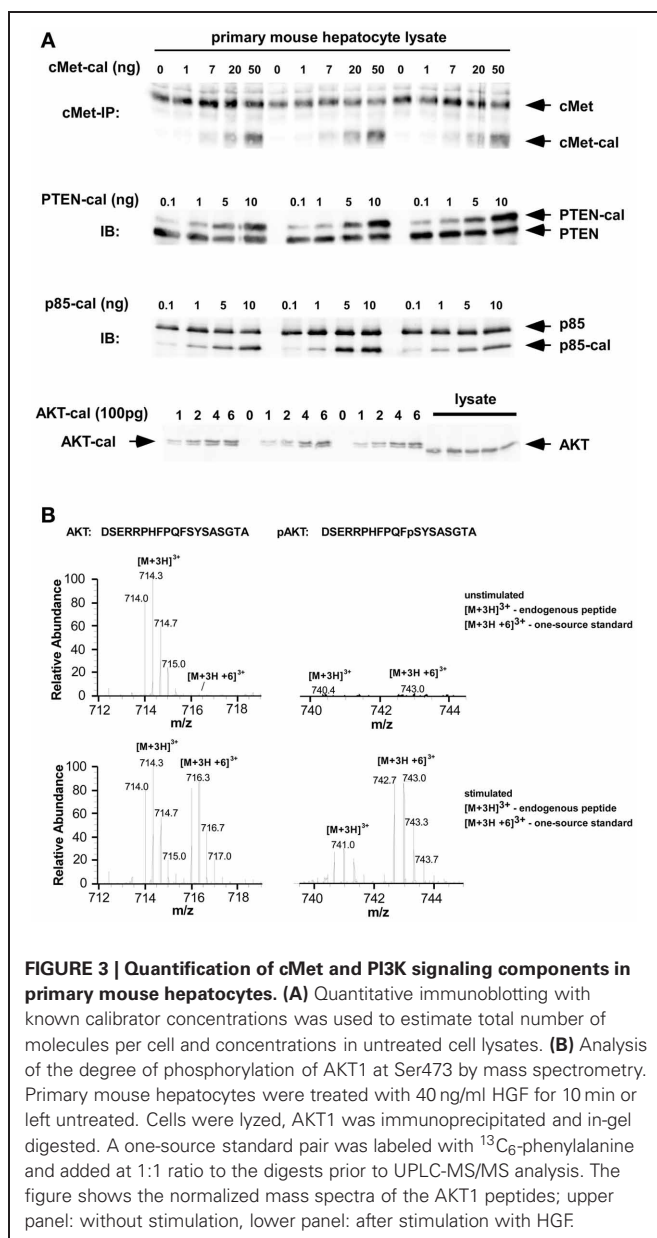 A
primary mouse hepatocyte lysate
cMet-cal (ng) 0 1 7 20 50 0 1 7 20 50 0 1 7 20 50
cMet-IP:
cMet
cMet-cal
PTEN-cal (ng) 0.1 1 5 10 0.1 1 5 10 0.1 1 5 10
IB:
PTEN-cal
PTEN
p85-cal (ng) 0.1 1 5 10 0.1 1 5 10 0.1 1 5 10
IB:
p85
p85-cal
lysate
AKT-cal (100pg) 1 2 4 6 0 1 2 4 6 0 1 2 4 6
AKT-cal
AKT
B
AKT: DSERRPHFPQFSYSASGTA pAKT: DSERRPHFPQFpSYSASGTA
[M+3H]3+
100
80
60
40
20
0
Relative Abundance
714.3
714.0
714.7
715.0
[M+3H +6]3+
712 714 716 718
m/z
[M+3H]3+
740.4
[M+3H +6]3+
743.0
740 742 744
m/z
unstimulated
[M+3H]3+ - endogenous peptide
[M+3H +6]3+ - one-source standard
[M+3H]3+
100
80
60
40
20
0
Relative Abundance
714.3
714.0
714.7
715.0
[M+3H +6]3+
716.3
716.7
717.0
712 714 716 718
m/z
[M+3H +6]3+
742.7
743.0
743.3
743.7
[M+3H]3+
741.0
740 742 744
m/z
stimulated
[M+3H]3+ - endogenous peptide
[M+3H +6]3+ - one-source standard
FIGURE 3 | Quantification of cMet and PI3K signaling components in
primary mouse hepatocytes. (A) Quantitative immunoblotting with
known calibrator concentrations was used to estimate total number of
molecules per cell and concentrations in untreated cell lysates. (B) Analysis
of the degree of phosphorylation of AKT1 at Ser473 by mass spectrometry.
Primary mouse hepatocytes were treated with 40 ng/ml HGF for 10 min or
left untreated. Cells were lyzed, AKT1 was immunoprecipitated and in-gel
digested. A one-source standard pair was labeled with 13C6-phenylalanine
and added at 1:1 ratio to the digests prior to UPLC-MS/MS analysis. The
figure shows the normalized mass spectra of the AKT1 peptides; upper
panel: without stimulation, lower panel: after stimulation with HGF.